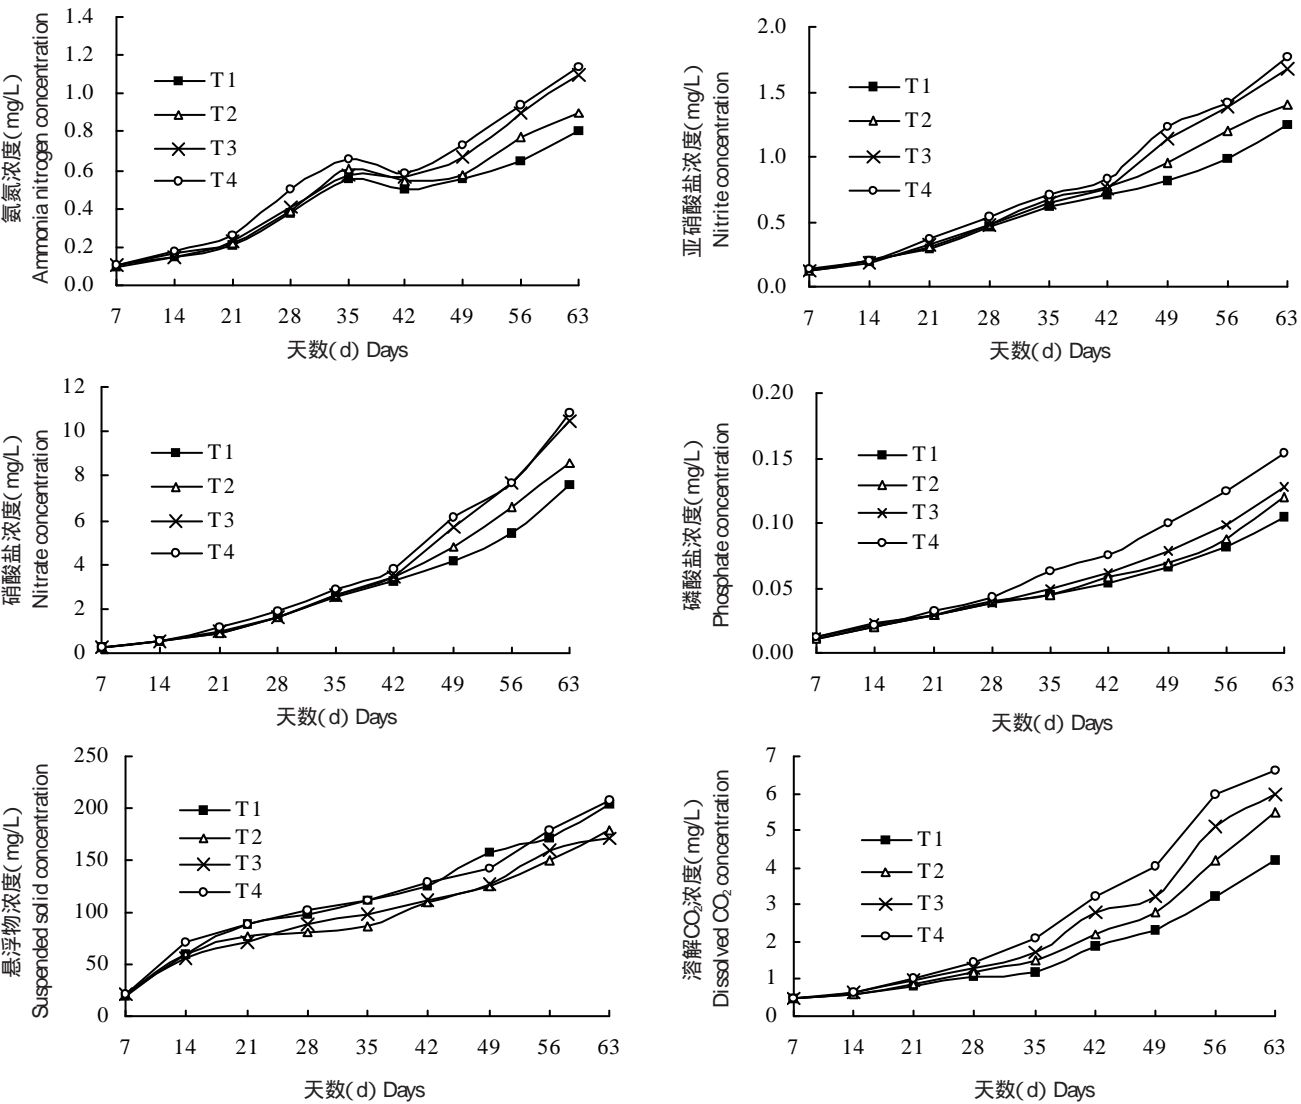 1.4
1.2
1.0
0.8
0.6
0.4
0.2
0.0
氨氮浓度(mg/L)
Ammonia nitrogen concentration
T1
T2
T3
T4
7 14 21 28 35 42 49 56 63
天数(d) Days
2.0
1.5
1.0
0.5
0.0
亚硝酸盐浓度(mg/L)
Nitrite concentration
T1
T2
T3
T4
7 14 21 28 35 42 49 56 63
天数(d) Days
12
10
8
6
4
2
0
硝酸盐浓度(mg/L)
Nitrate concentration
T1
T2
T3
T4
7 14 21 28 35 42 49 56 63
天数(d) Days
0.20
0.15
0.10
0.05
0.00
磷酸盐浓度(mg/L)
Phosphate concentration
T1
T2
T3
T4
7 14 21 28 35 42 49 56 63
天数(d) Days
250
200
150
100
50
0
悬浮物浓度(mg/L)
Suspended solid concentration
T1
T2
T3
T4
7 14 21 28 35 42 49 56 63
天数(d) Days
7
6
5
4
3
2
1
0
溶解CO₂浓度(mg/L)
Dissolved CO₂ concentration
T1
T2
T3
T4
7 14 21 28 35 42 49 56 63
天数(d) Days